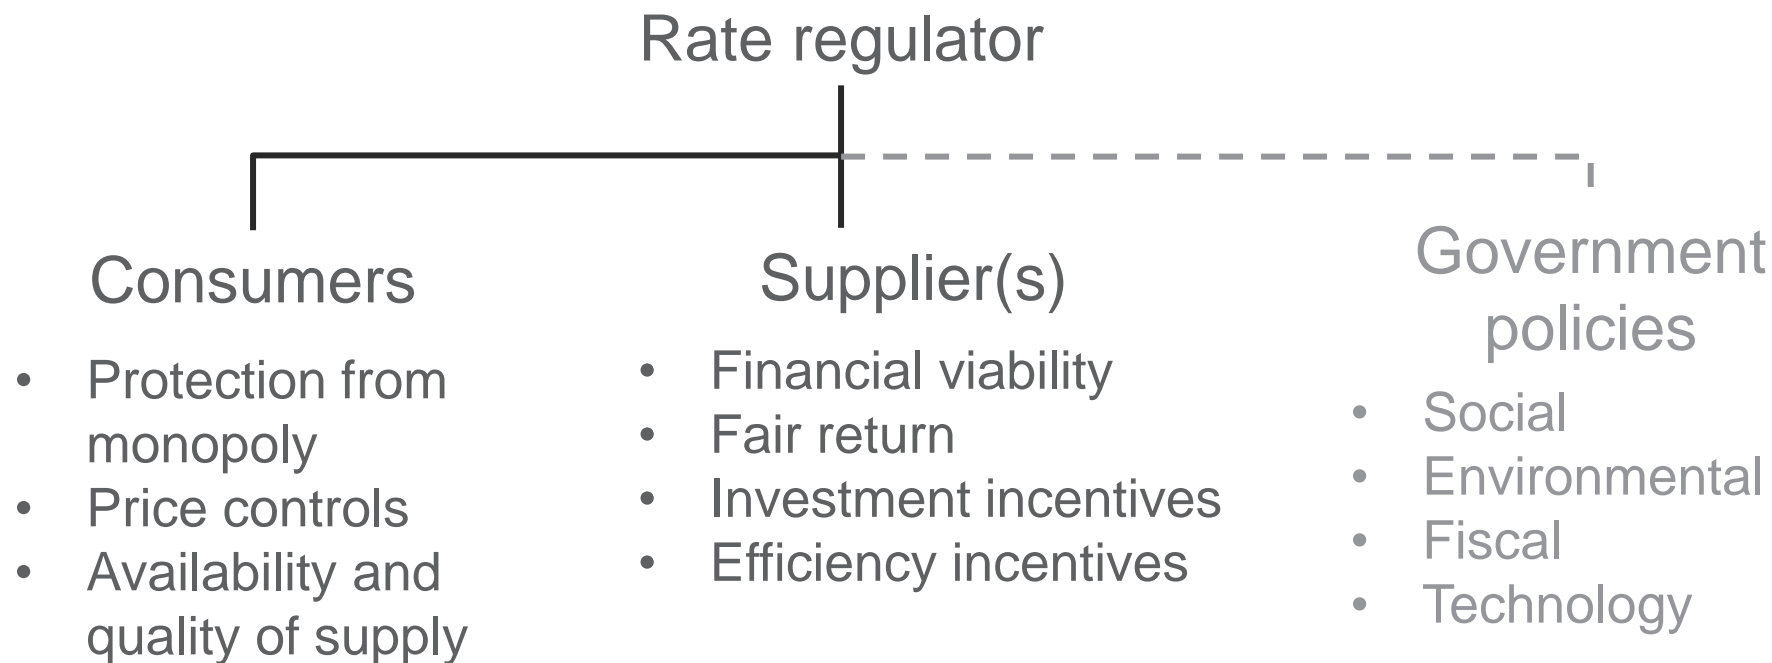 Rate regulator
Consumers
• Protection from
monopoly
• Price controls
• Availability and
quality of supply
Supplier(s)
• Financial viability
• Fair return
• Investment incentives
• Efficiency incentives
Government
policies
• Social
• Environmental
• Fiscal
• Technology